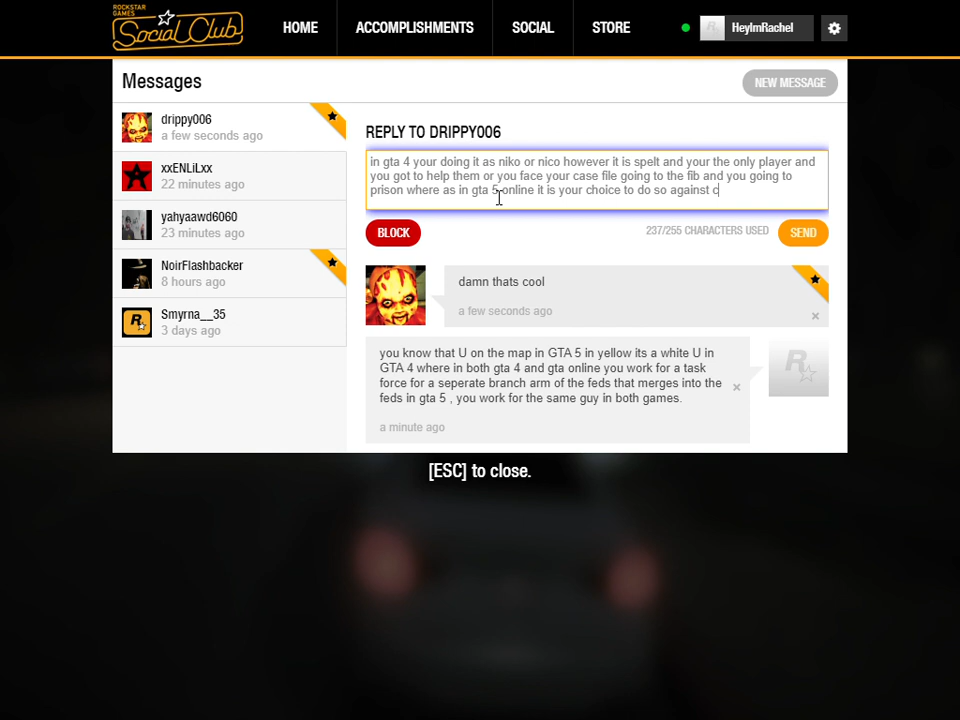 ROCKSTAR
GAMES
Social Club
HOME
ACCOMPLISHMENTS
SOCIAL
STORE
HeyImRachel
Messages
NEW MESSAGE
drippy006
a few seconds ago
xxENLiLxx
22 minutes ago
yahyaawd6060
23 minutes ago
NoirFlashbacker
8 hours ago
Smyrna__35
3 days ago
REPLY TO DRIPPY006
in gta 4 your doing it as niko or nico however it is spelt and your the only player and
you got to help them or you face your case file going to the fib and you going to
prison where as in gta 5 online it is your choice to do so against c
BLOCK
237/255 CHARACTERS USED
SEND
damn thats cool
a few seconds ago
you know that U on the map in GTA 5 in yellow its a white U in
GTA 4 where in both gta 4 and gta online you work for a task
force for a seperate branch arm of the feds that merges into the
feds in gta 5 , you work for the same guy in both games.
a minute ago
[ESC] to close.